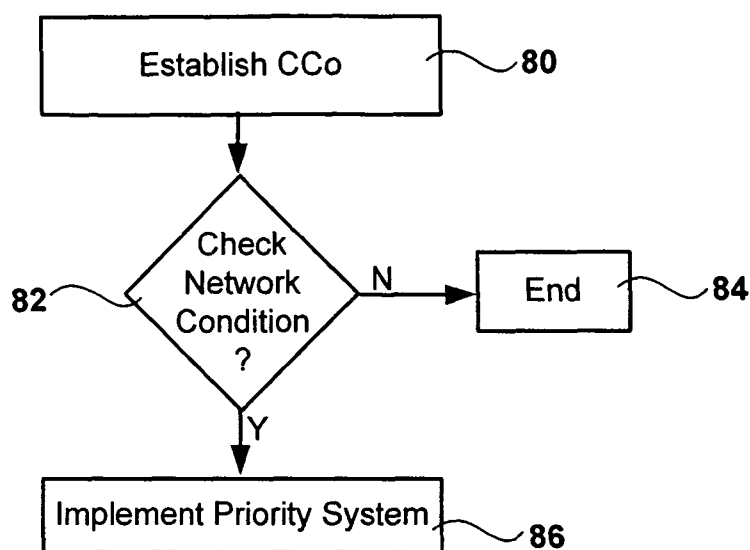 Establish CCo
80
Check
Network
Condition
?
82
N
End
84
Y
Implement Priority System
86